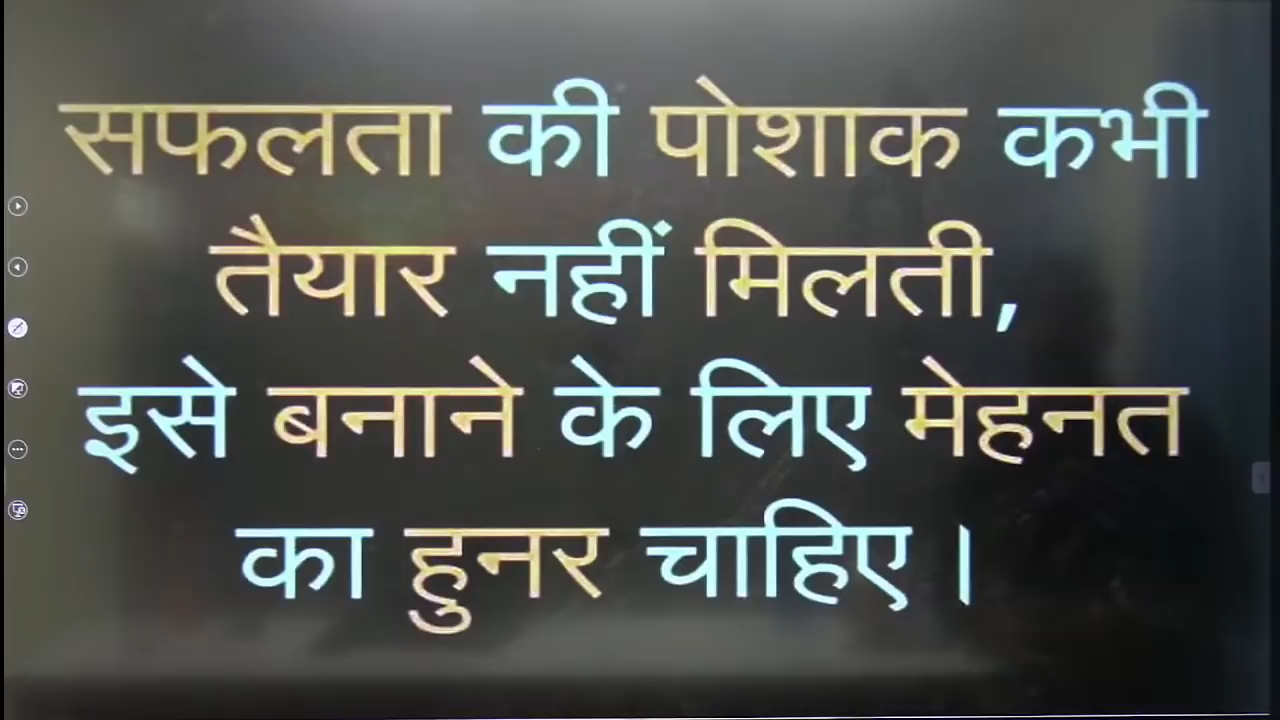 सफलता की पोशाक कभी
तैयार नहीं मिलती,
इसे बनाने के लिए मेहनत
का हुनर चाहिए ।